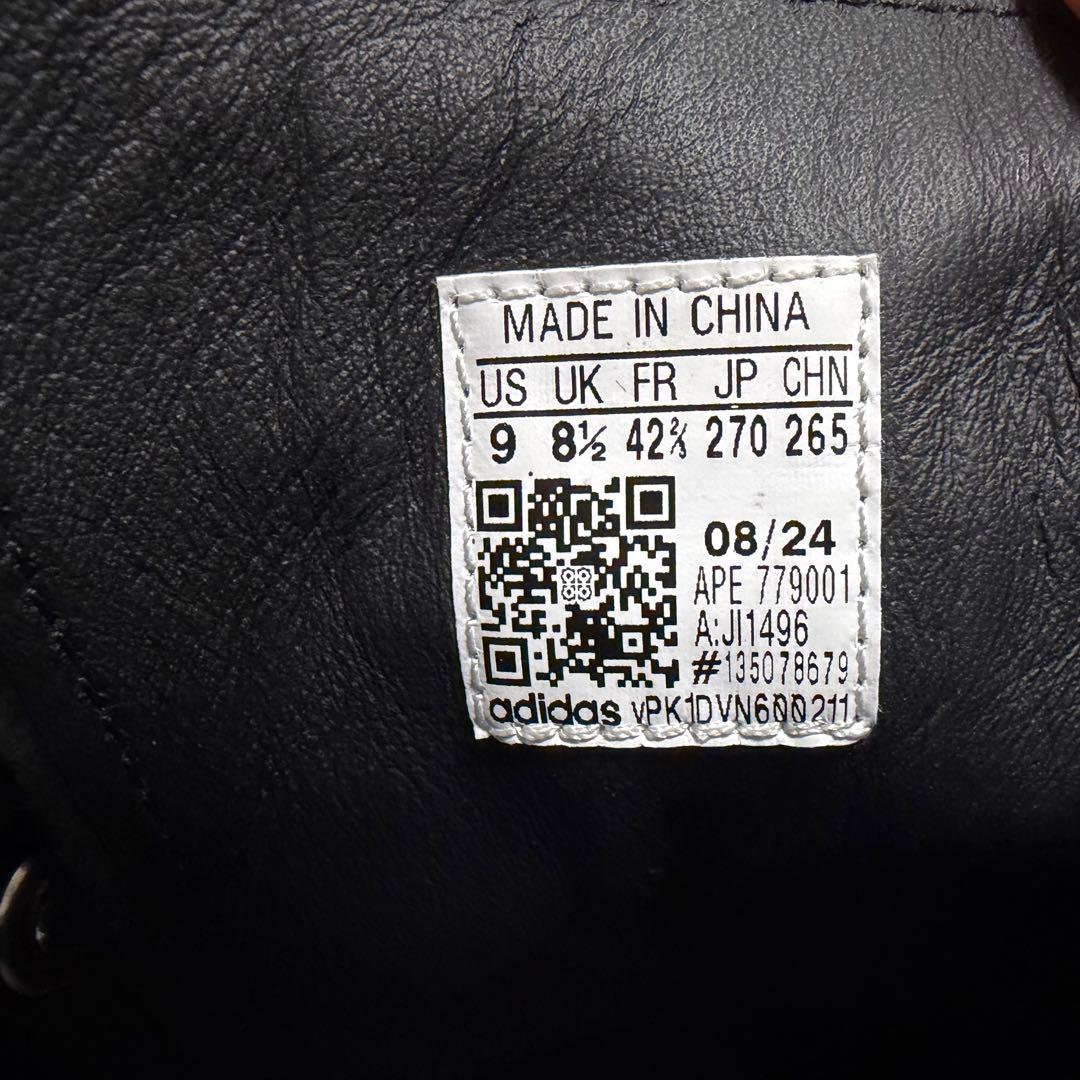 MADE IN CHINA
US UK FR JP CHN
9 8½ 42⅔ 270 265
08/24
APE 779001
A:JI1496
#135078679
adidas vPK1DVN600211